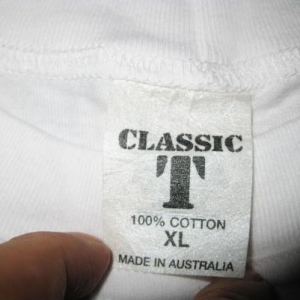 CLASSIC
T
100% COTTON
XL
MADE IN AUSTRALIA